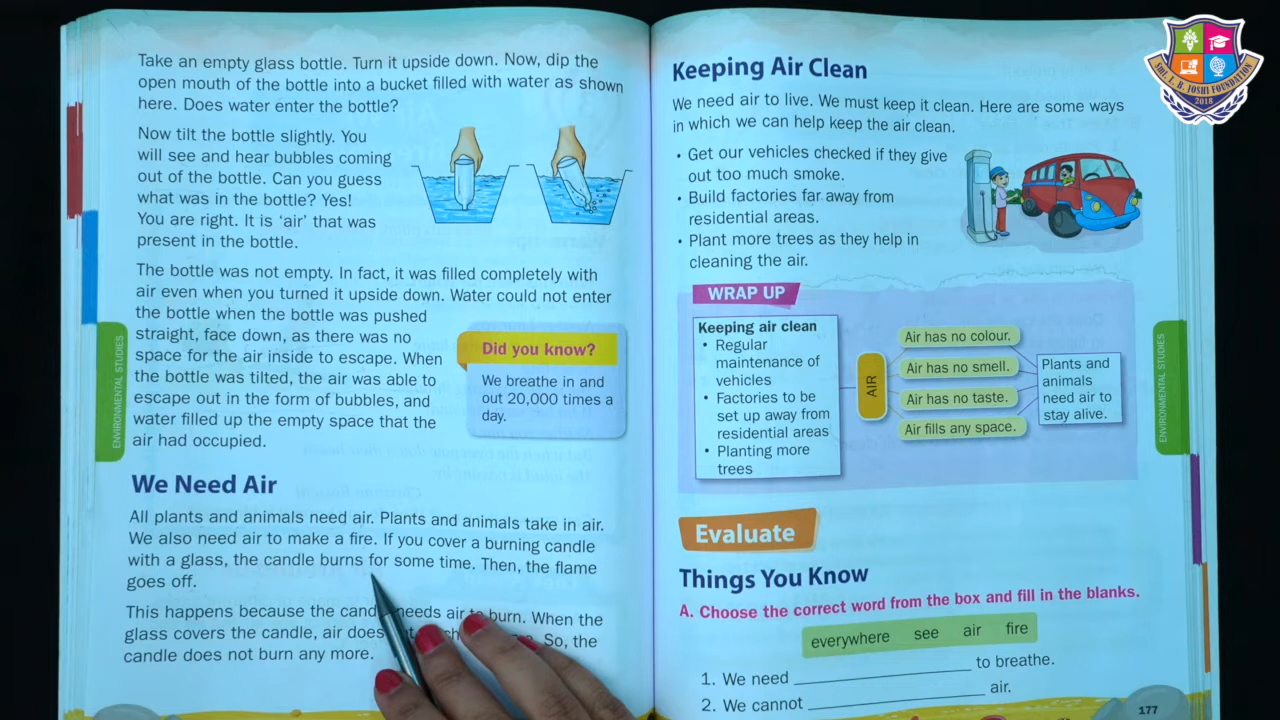 Take an empty glass bottle. Turn it upside down. Now, dip the
open mouth of the bottle into a bucket filled with water as shown
here. Does water enter the bottle?
Now tilt the bottle slightly. You
will see and hear bubbles coming
out of the bottle. Can you guess
what was in the bottle? Yes!
You are right. It is ‘air’ that was
present in the bottle.
The bottle was not empty. In fact, it was filled completely with
air even when you turned it upside down. Water could not enter
the bottle when the bottle was pushed
straight, face down, as there was no
space for the air inside to escape. When
the bottle was tilted, the air was able to
escape out in the form of bubbles, and
water filled up the empty space that the
air had occupied.
Did you know?
We breathe in and
out 20,000 times a
day.
ENVIRONMENTAL STUDIES
We Need Air
All plants and animals need air. Plants and animals take in air.
We also need air to make a fire. If you cover a burning candle
with a glass, the candle burns for some time. Then, the flame
goes off.
This happens because the needs air to burn. When the
glass covers the candle, air does So, the
candle does not burn any more.
Keeping Air Clean
We need air to live. We must keep it clean. Here are some ways
in which we can help keep the air clean.
• Get our vehicles checked if they give
out too much smoke.
• Build factories far away from
residential areas.
• Plant more trees as they help in
cleaning the air.
WRAP UP
Keeping air clean
• Regular
maintenance of
vehicles
• Factories to be
set up away from
residential areas
• Planting more
trees
AIR
Air has no colour.
Air has no smell.
Air has no taste.
Air fills any space.
Plants and
animals
need air to
stay alive.
ENVIRONMENTAL STUDIES
Evaluate
Things You Know
A. Choose the correct word from the box and fill in the blanks.
everywhere see air fire
1. We need ____ to breathe.
2. We cannot ____ air.
177
SHRI. L. B. JOSHI FOUNDATION
2018